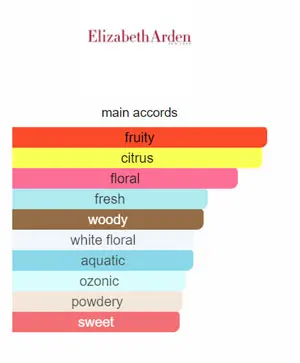 Elizabeth Arden
NEW YORK
main accords
fruity
citrus
floral
fresh
woody
white floral
aquatic
ozonic
powdery
sweet